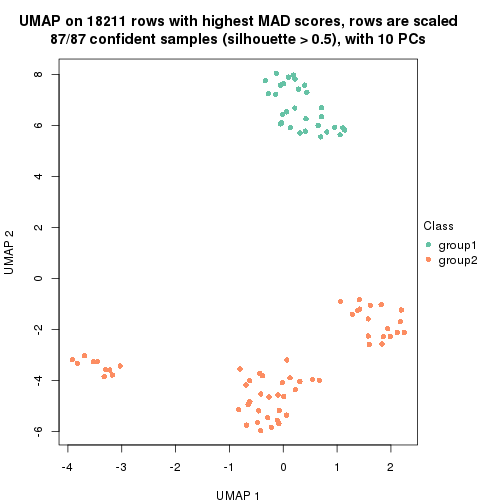 UMAP on 18211 rows with highest MAD scores, rows are scaled
87/87 confident samples (silhouette > 0.5), with 10 PCs
8
6
4
2
0
-2
-4
-6
UMAP 2
-4 -3 -2 -1 0 1 2
UMAP 1
Class
group1
group2